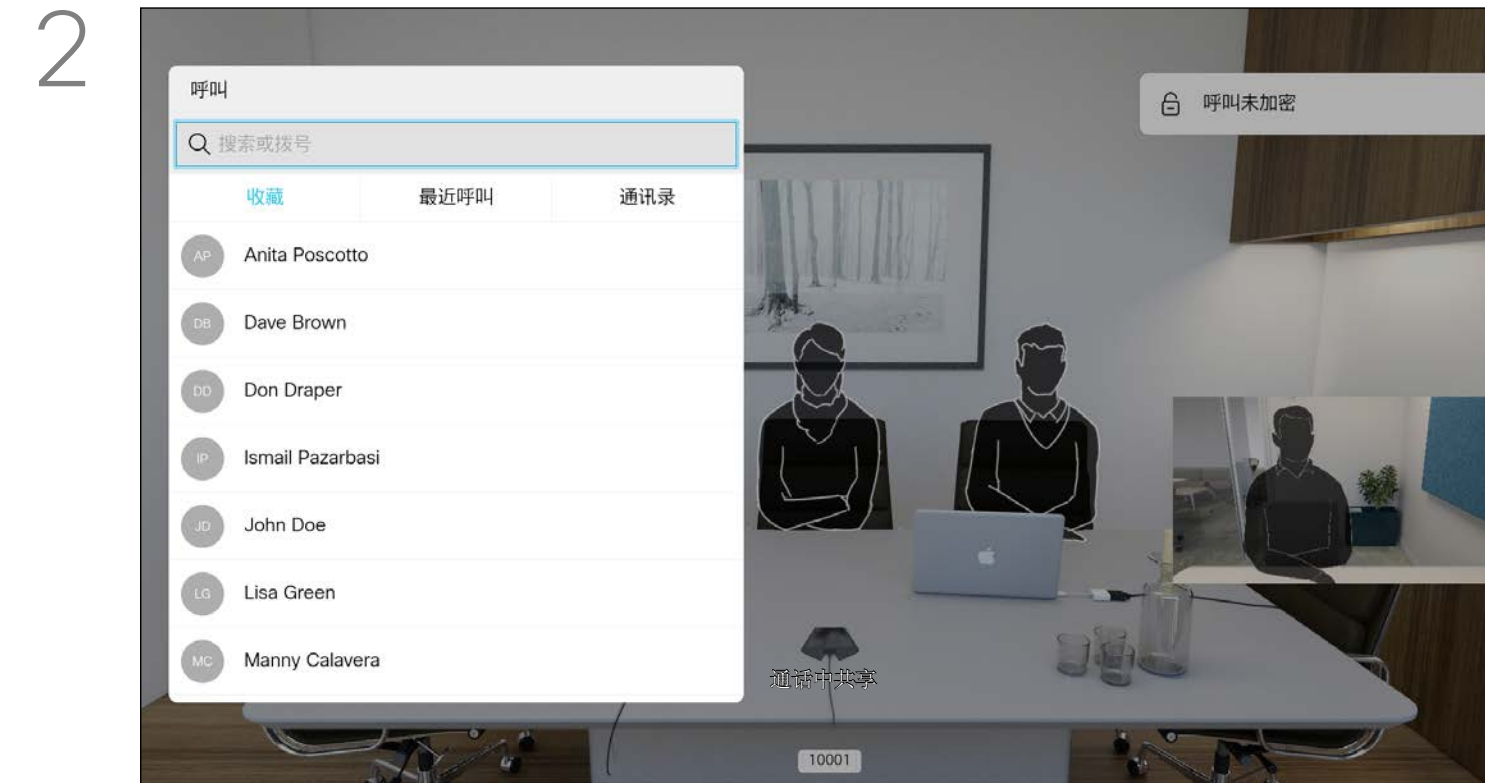 2
呼叫
呼叫未加密
搜索或拨号
收藏 最近呼叫 通讯录
AP Anita Poscotto
DB Dave Brown
DD Don Draper
IP Ismail Pazarbasi
JD John Doe
LG Lisa Green
MC Manny Calavera
通话中共享
10001